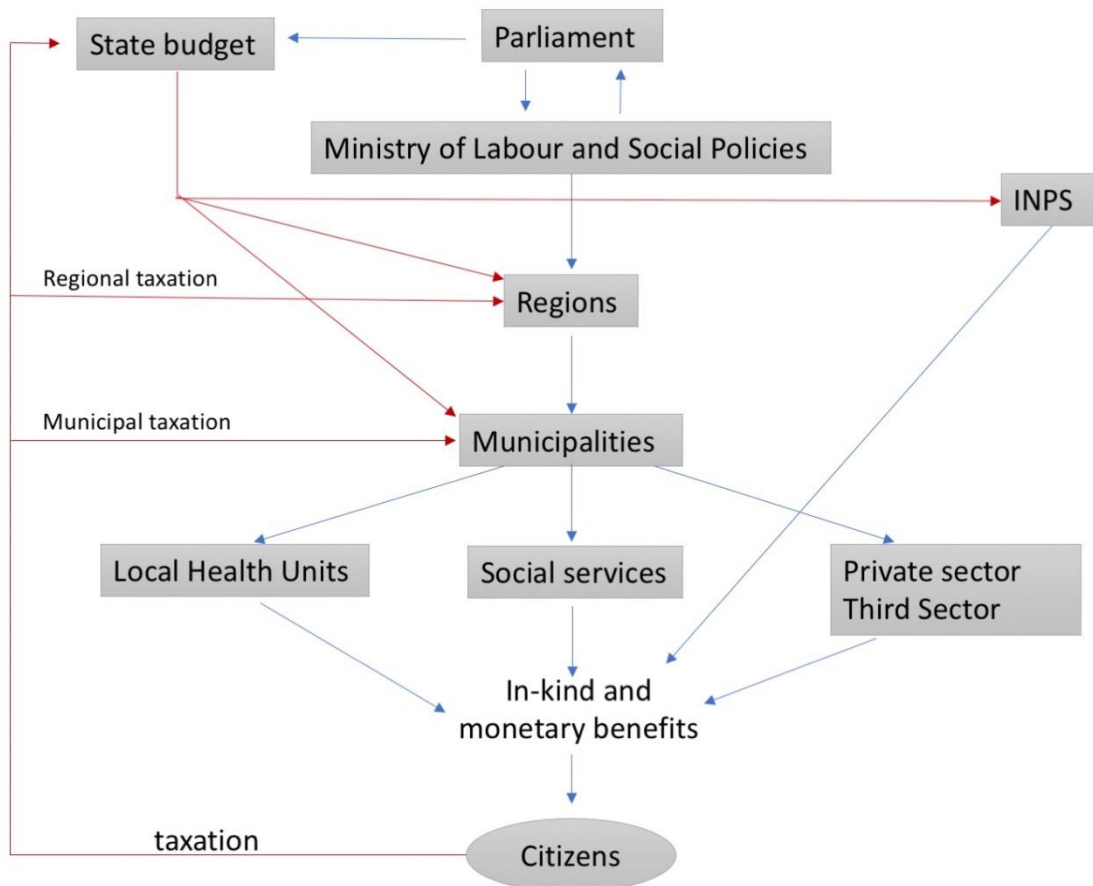 State budget
Parliament
Ministry of Labour and Social Policies
INPS
Regional taxation
Regions
Municipal taxation
Municipalities
Local Health Units
Social services
Private sector
Third Sector
In-kind and
monetary benefits
taxation
Citizens